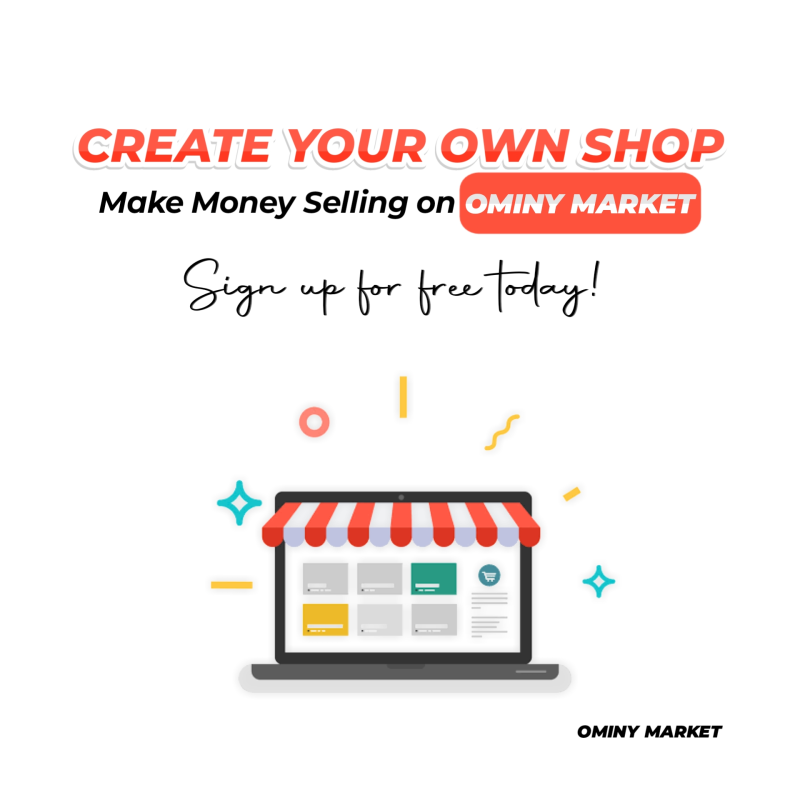 CREATE YOUR OWN SHOP
Make Money Selling on OMINY MARKET
Sign up for free today!
OMINY MARKET